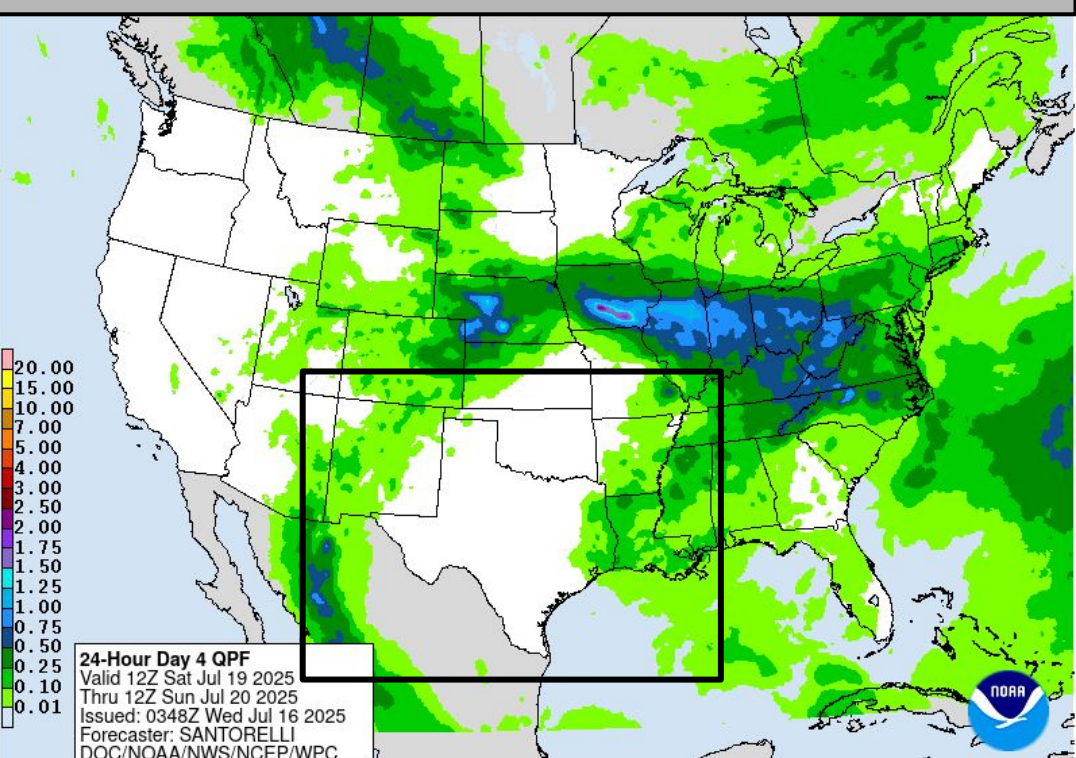 20.00
15.00
10.00
7.00
5.00
4.00
3.00
2.50
2.00
1.75
1.50
1.25
1.00
0.75
0.50
0.25
0.10
0.01
24-Hour Day 4 QPF
Valid 12Z Sat Jul 19 2025
Thru 12Z Sun Jul 20 2025
Issued: 0348Z Wed Jul 16 2025
Forecaster: SANTORELLI
DOC/NOAA/NWS/NCEP/WPC
NOAA